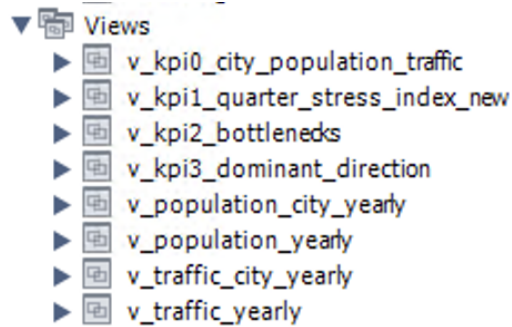 Views
v_kpi0_city_population_traffic
v_kpi1_quarter_stress_index_new
v_kpi2_bottlenecks
v_kpi3_dominant_direction
v_population_city_yearly
v_population_yearly
v_traffic_city_yearly
v_traffic_yearly